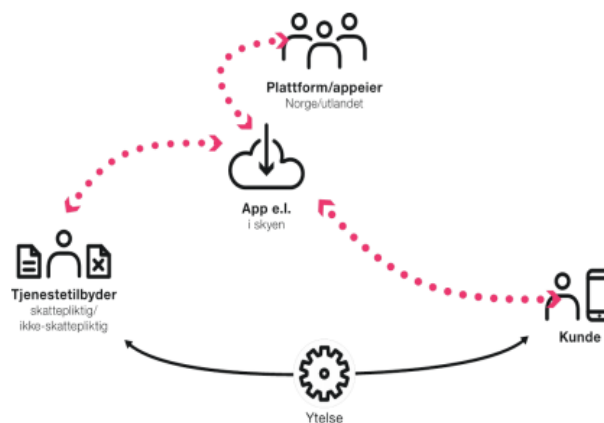 Plattform/appeier
Norge/utlandet
App e.l.
i skyen
Tjenestetilbyder
skattepliktig/
ikke-skattepliktig
Kunde
Ytelse